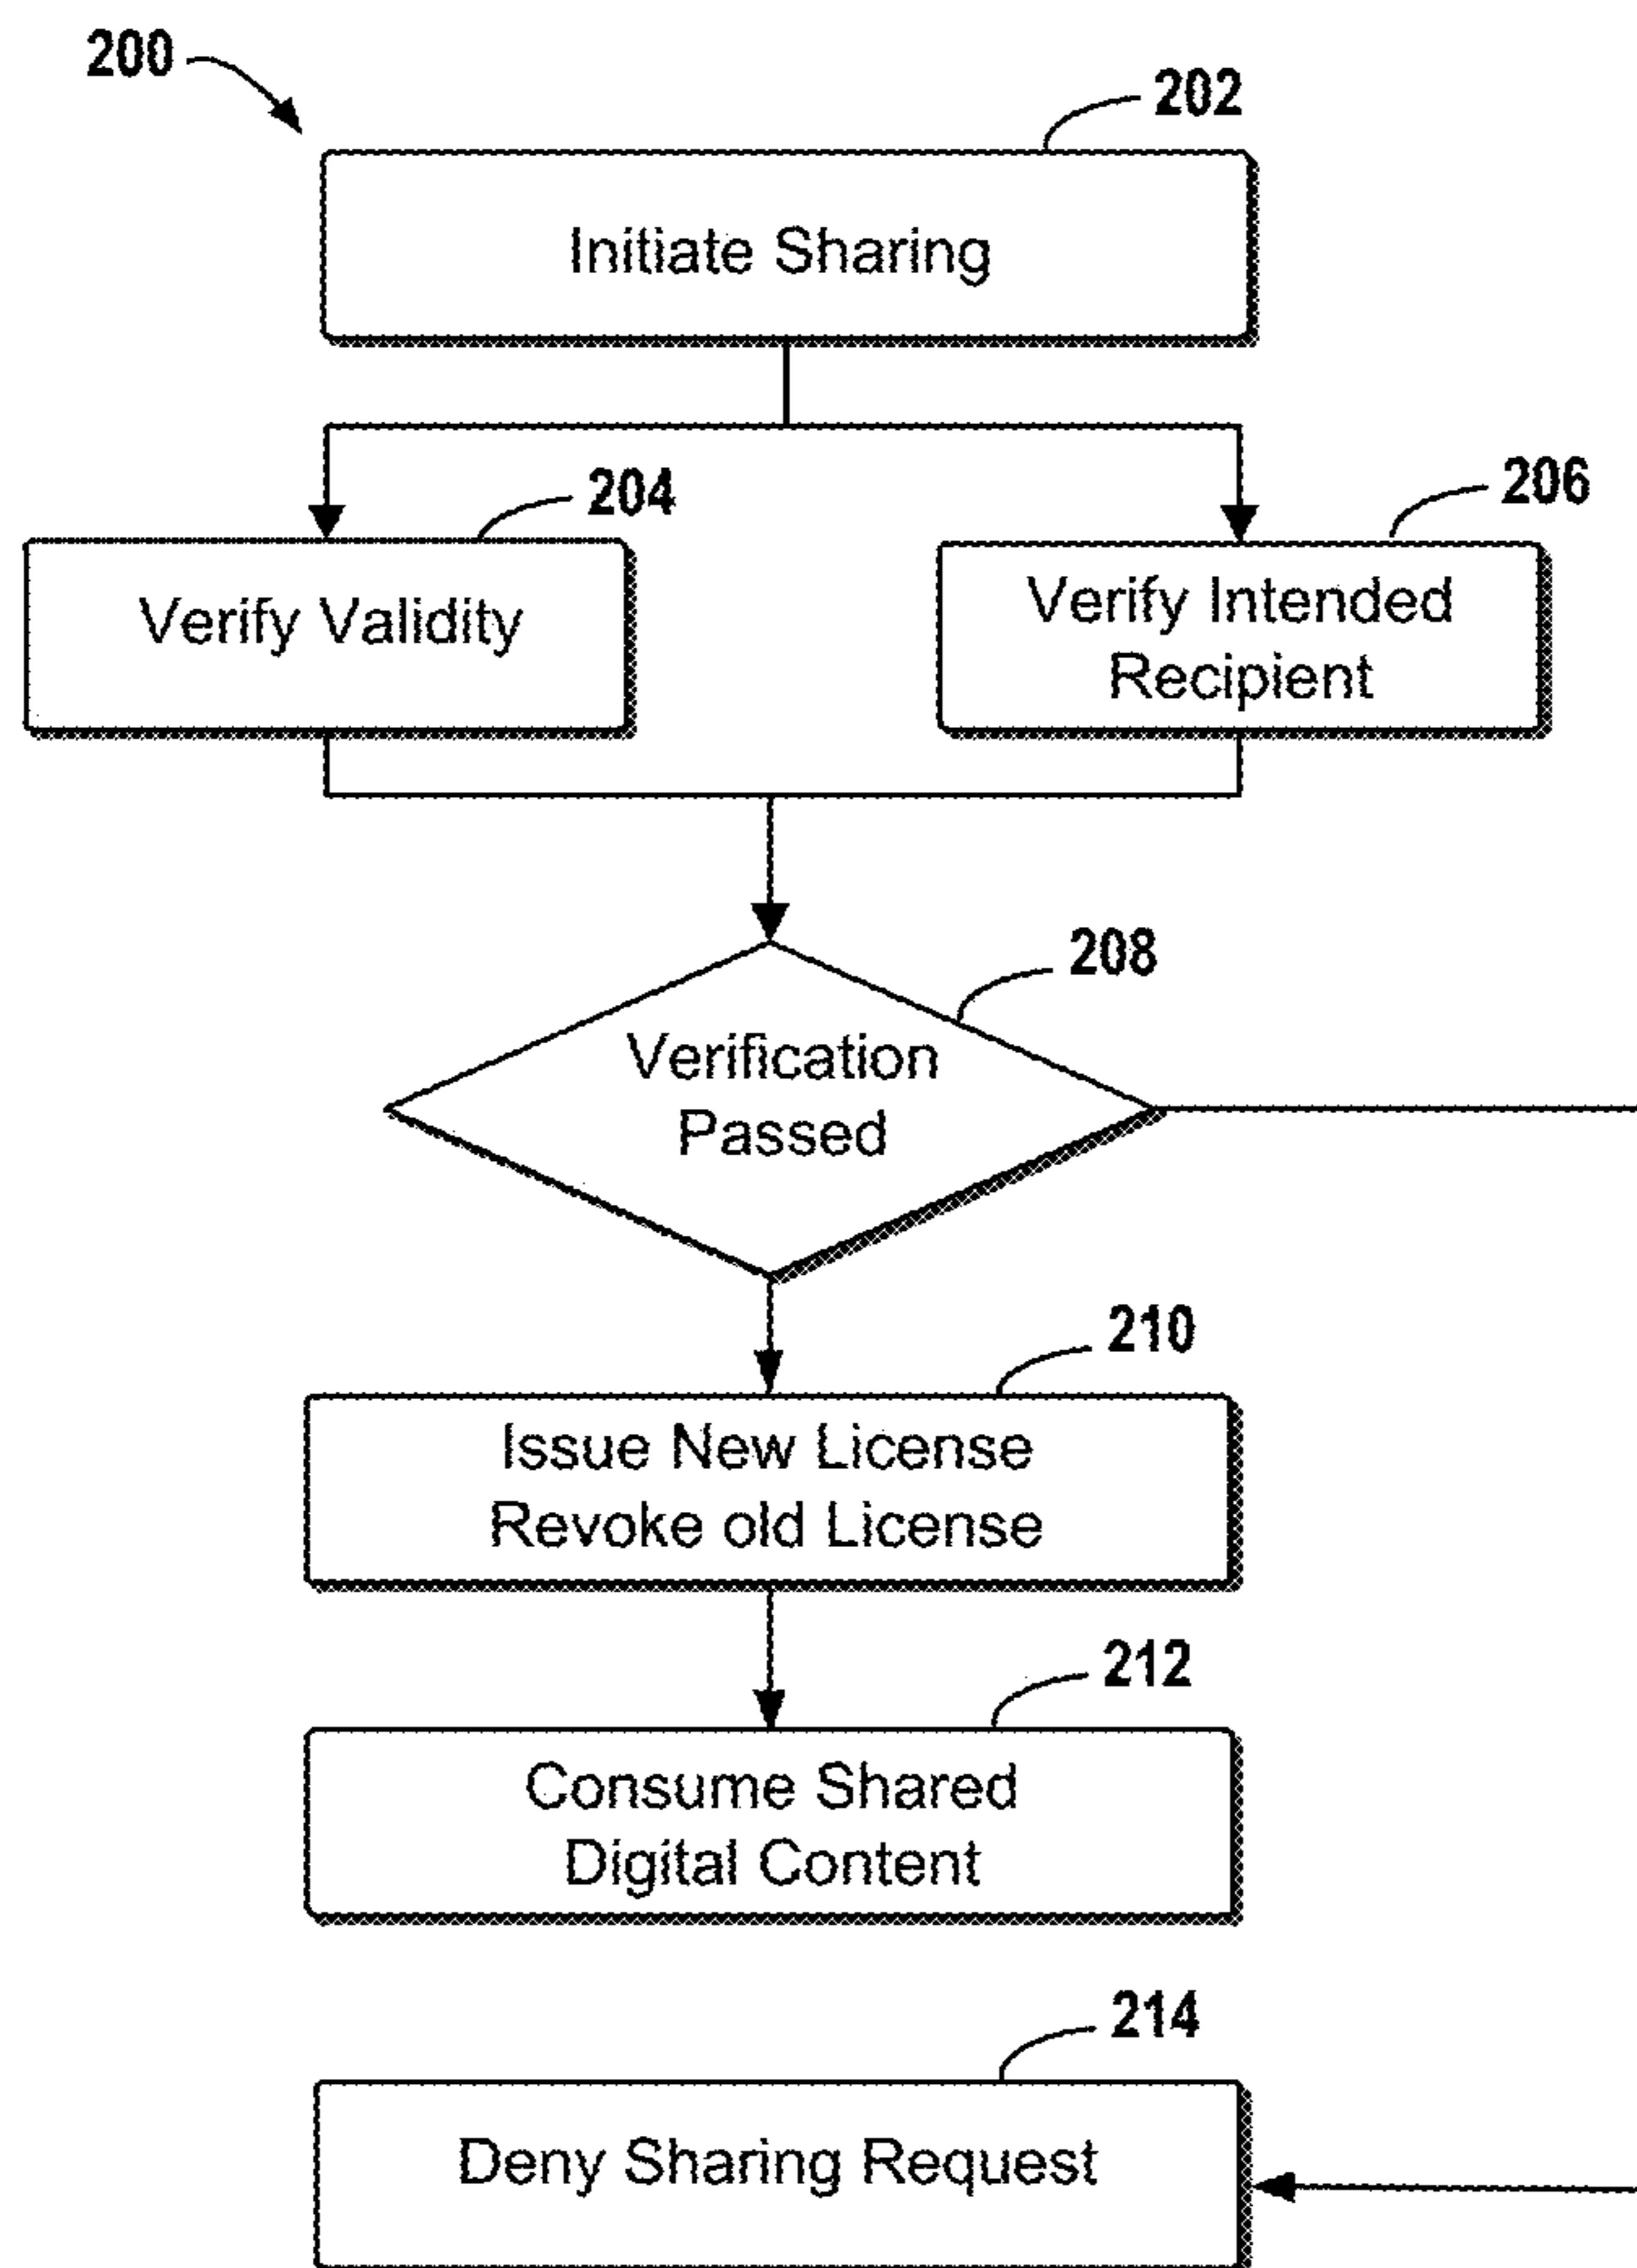 200
202
Initiate Sharing
204
206
Verify Validity
Verify Intended
Recipient
208
Verification
Passed
210
Issue New License
Revoke old License
212
Consume Shared
Digital Content
214
Deny Sharing Request